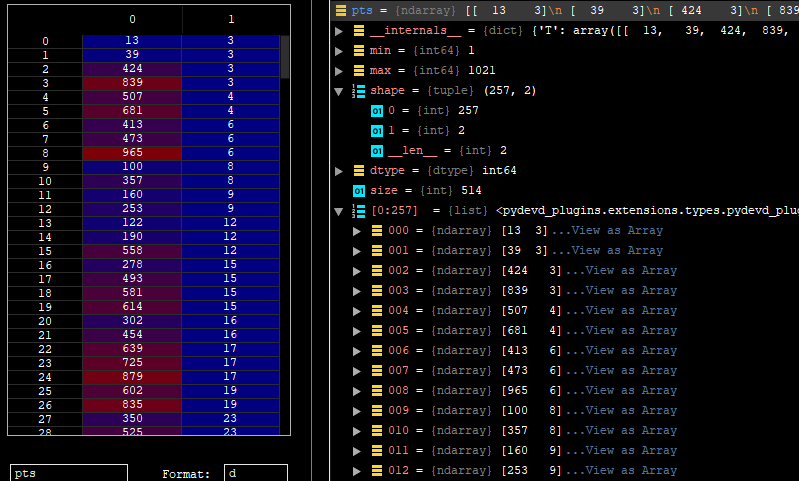 0 1
0 13 3
1 39 3
2 424 3
3 839 3
4 507 4
5 681 4
6 413 6
7 473 6
8 965 6
9 100 8
10 357 8
11 160 9
12 253 9
13 122 12
14 190 12
15 558 12
16 278 15
17 493 15
18 581 15
19 614 15
20 302 16
21 454 16
22 639 17
23 725 17
24 879 17
25 602 19
26 835 19
27 350 23
28 525 23
pts Format: d
pts = {ndarray} [[ 13 3]\n [ 39 3]\n [ 424 3]\n [ 839
__internals__ = {dict} {'T': array([[ 13, 39, 424, 839,
min = {int64} 1
max = {int64} 1021
shape = {tuple} (257, 2)
01 0 = {int} 257
01 1 = {int} 2
01 __len__ = {int} 2
dtype = {dtype} int64
01 size = {int} 514
[0:257] = {list} <pydevd_plugins.extensions.types.pydevd_plu
000 = {ndarray} [13 3]...View as Array
001 = {ndarray} [39 3]...View as Array
002 = {ndarray} [424 3]...View as Array
003 = {ndarray} [839 3]...View as Array
004 = {ndarray} [507 4]...View as Array
005 = {ndarray} [681 4]...View as Array
006 = {ndarray} [413 6]...View as Array
007 = {ndarray} [473 6]...View as Array
008 = {ndarray} [965 6]...View as Array
009 = {ndarray} [100 8]...View as Array
010 = {ndarray} [357 8]...View as Array
011 = {ndarray} [160 9]...View as Array
012 = {ndarray} [253 9]...View as Array